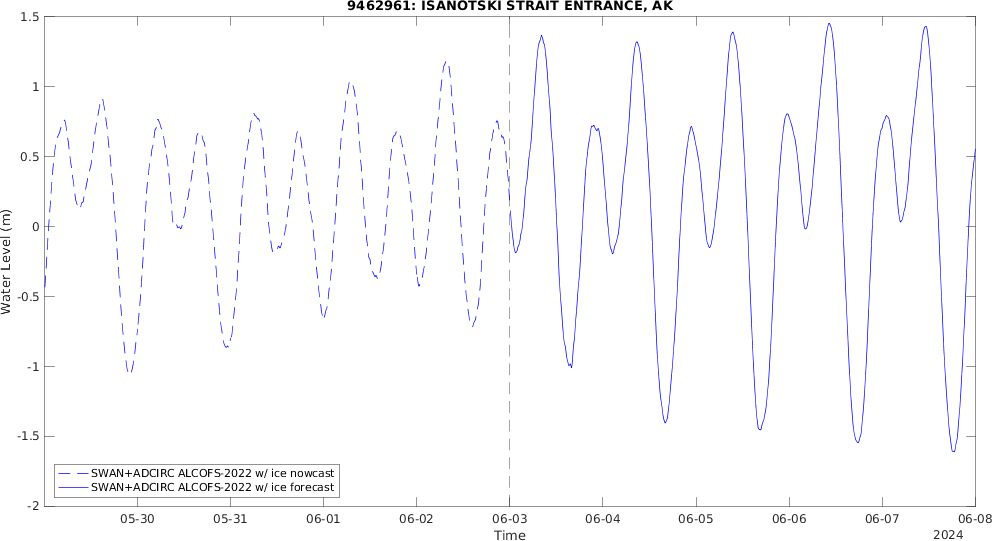 9462961: ISANOTSKI STRAIT ENTRANCE, AK
1.5
1
0.5
0
-0.5
-1
-1.5
-2
Water Level (m)
SWAN+ADCIRC ALCOFS-2022 w/ ice nowcast
SWAN+ADCIRC ALCOFS-2022 w/ ice forecast
05-30 05-31 06-01 06-02 06-03 06-04 06-05 06-06 06-07 06-08
Time
2024